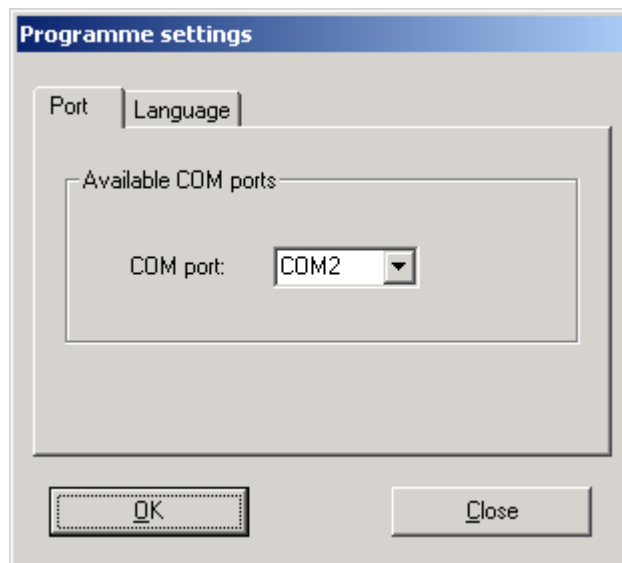 Programme settings
Port Language
Available COM ports
COM port: COM2
OK Close